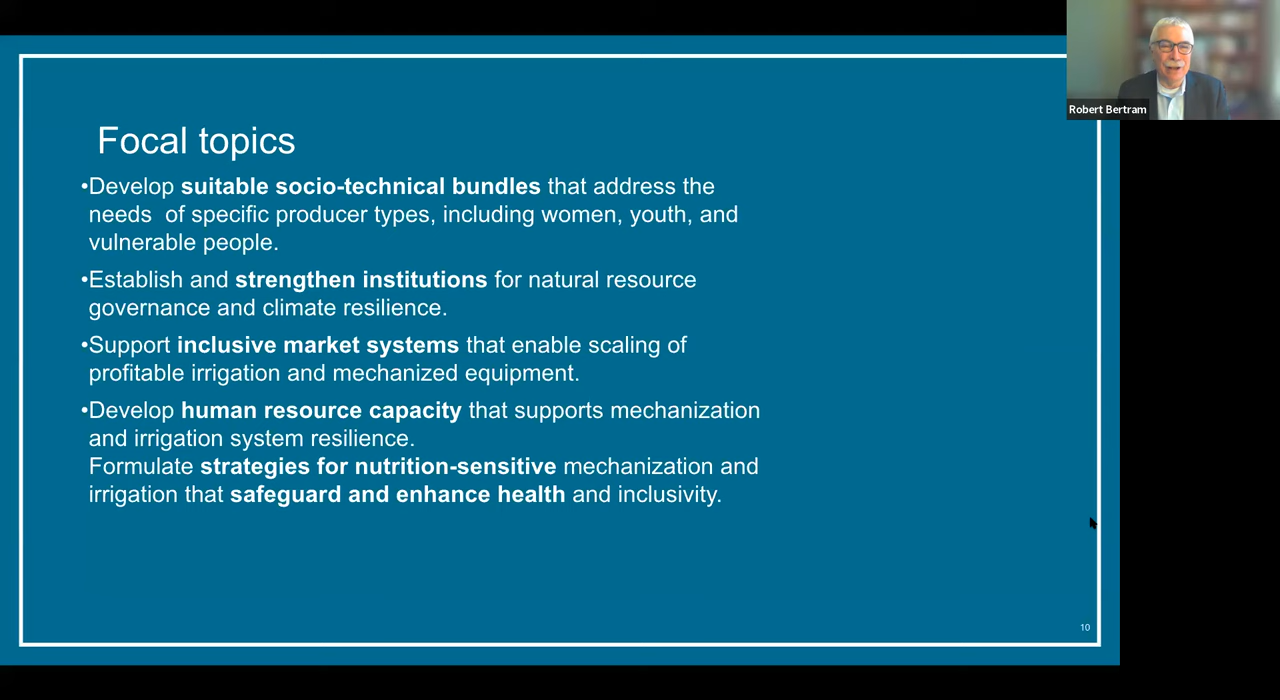 Robert Bertram
Focal topics
•Develop suitable socio-technical bundles that address the
needs  of specific producer types, including women, youth, and
vulnerable people.
•Establish and strengthen institutions for natural resource
governance and climate resilience.
•Support inclusive market systems that enable scaling of
profitable irrigation and mechanized equipment.
•Develop human resource capacity that supports mechanization
and irrigation system resilience.
Formulate strategies for nutrition-sensitive mechanization and
irrigation that safeguard and enhance health and inclusivity.
10